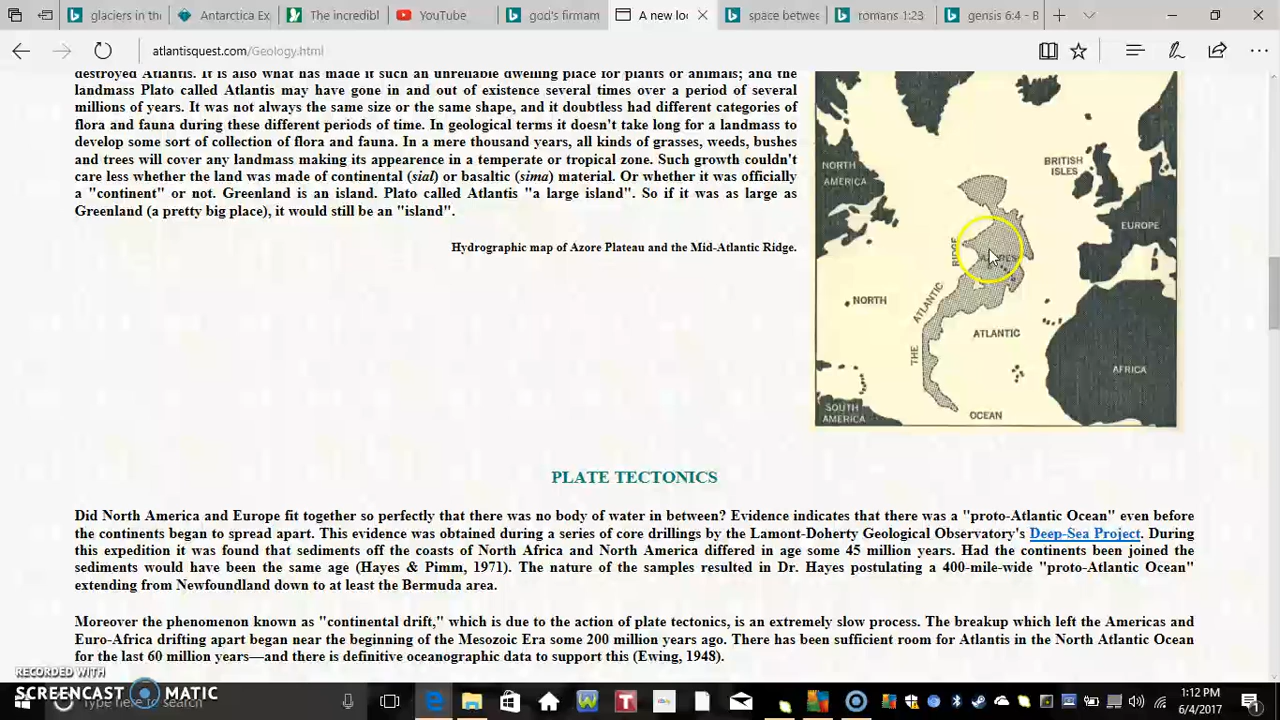 glaciers in th
Antarctica Ex
The incredibl
YouTube
god's firmam
A new loo
space betwee
romans 1:23
gensis 6:4 - B
atlantisquest.com/Geology.html
destroyed Atlantis. It is also what has made it such an unreliable dwelling place for plants or animals; and the
landmass Plato called Atlantis may have gone in and out of existence several times over a period of several
millions of years. It was not always the same size or the same shape, and it doubtless had different categories of
flora and fauna during these different periods of time. In geological terms it doesn't take long for a landmass to
develop some sort of collection of flora and fauna. In a mere thousand years, all kinds of grasses, weeds, bushes
and trees will cover any landmass making its appearence in a temperate or tropical zone. Such growth couldn't
care less whether the land was made of continental (sial) or basaltic (sima) material. Or whether it was officially
a "continent" or not. Greenland is an island. Plato called Atlantis "a large island". So if it was as large as
Greenland (a pretty big place), it would still be an "island".
Hydrographic map of Azore Plateau and the Mid-Atlantic Ridge.
NORTH
AMERICA
BRITISH
ISLES
EUROPE
RIDGE
NORTH
ATLANTIC
ATLANTIC
THE
AFRICA
SOUTH
AMERICA
OCEAN
PLATE TECTONICS
Did North America and Europe fit together so perfectly that there was no body of water in between? Evidence indicates that there was a "proto-Atlantic Ocean" even before
the continents began to spread apart. This evidence was obtained during a series of core drillings by the Lamont-Doherty Geological Observatory's Deep-Sea Project. During
this expedition it was found that sediments off the coasts of North Africa and North America differed in age some 45 million years. Had the continents been joined the
sediments would have been the same age (Hayes & Pimm, 1971). The nature of the samples resulted in Dr. Hayes postulating a 400-mile-wide "proto-Atlantic Ocean"
extending from Newfoundland down to at least the Bermuda area.
Moreover the phenomenon known as "continental drift," which is due to the action of plate tectonics, is an extremely slow process. The breakup which left the Americas and
Euro-Africa drifting apart began near the beginning of the Mesozoic Era some 200 million years ago. There has been sufficient room for Atlantis in the North Atlantic Ocean
for the last 60 million years—and there is definitive oceanographic data to support this (Ewing, 1948).
RECORDED WITH
SCREENCAST MATIC
Type here to search
ebay
1:12 PM
6/4/2017